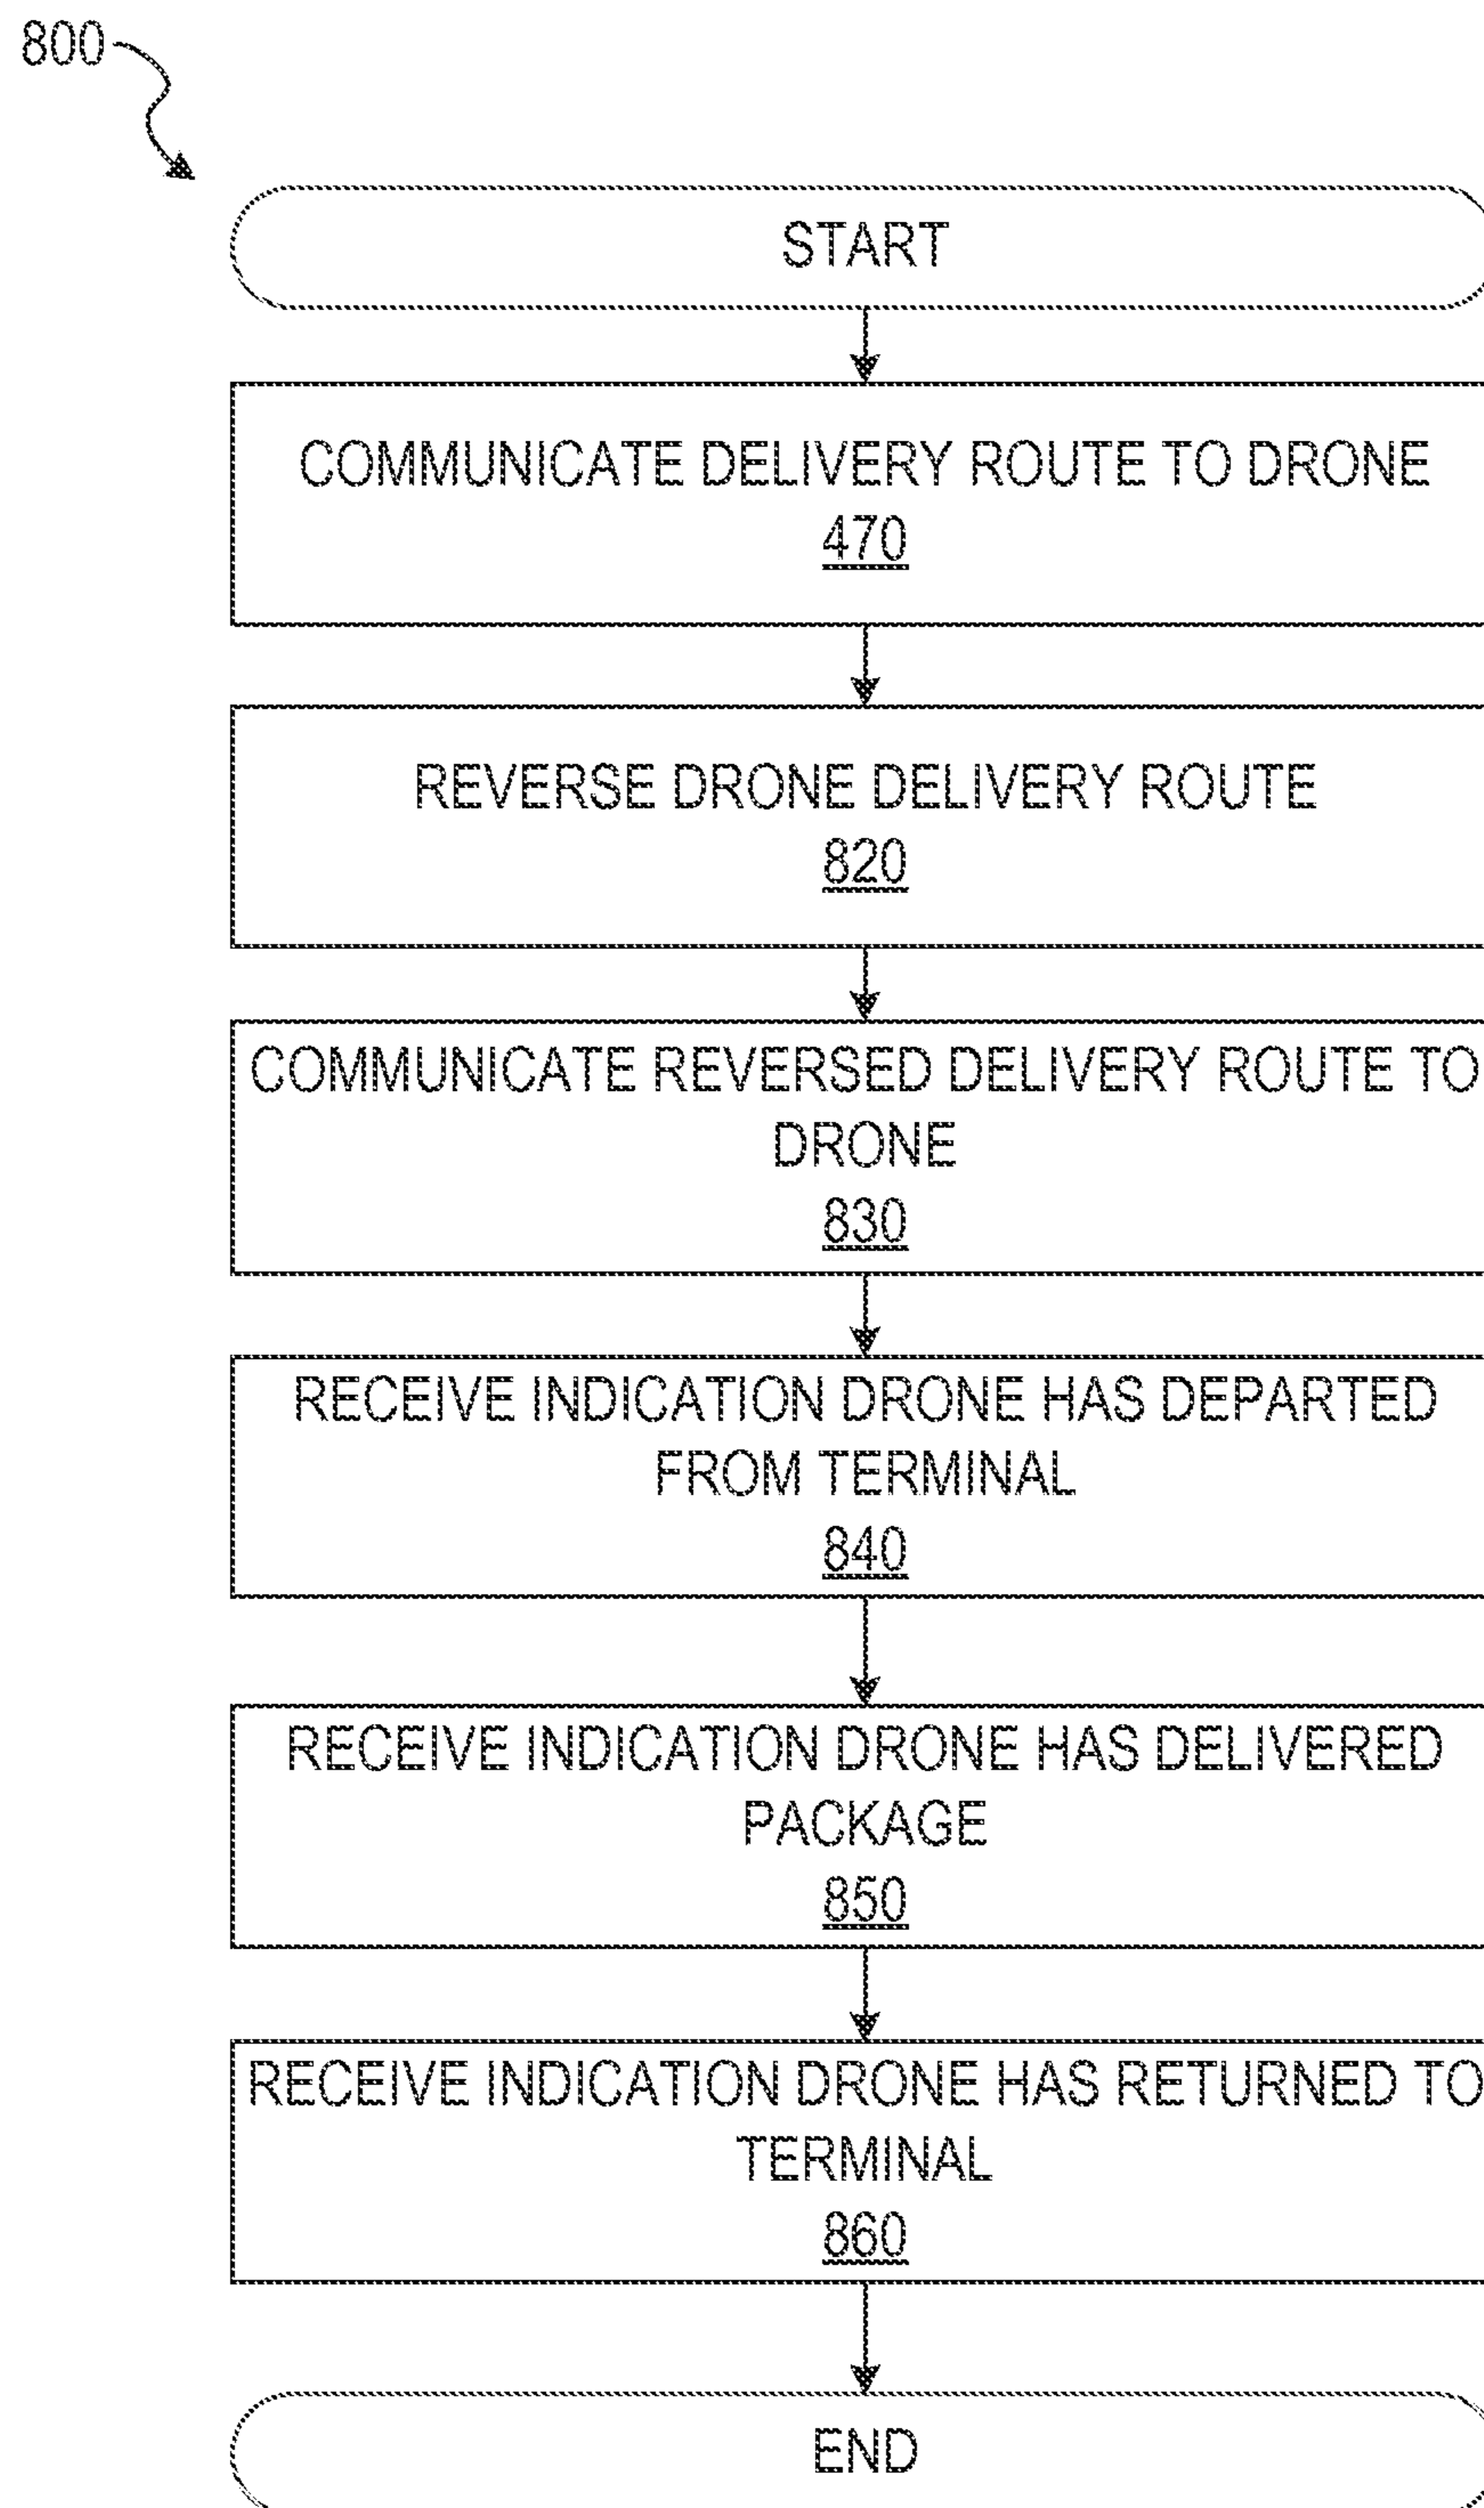 800
START
COMMUNICATE DELIVERY ROUTE TO DRONE
470
REVERSE DRONE DELIVERY ROUTE
820
COMMUNICATE REVERSED DELIVERY ROUTE TO
DRONE
830
RECEIVE INDICATION DRONE HAS DEPARTED
FROM TERMINAL
840
RECEIVE INDICATION DRONE HAS DELIVERED
PACKAGE
850
RECEIVE INDICATION DRONE HAS RETURNED TO
TERMINAL
860
END